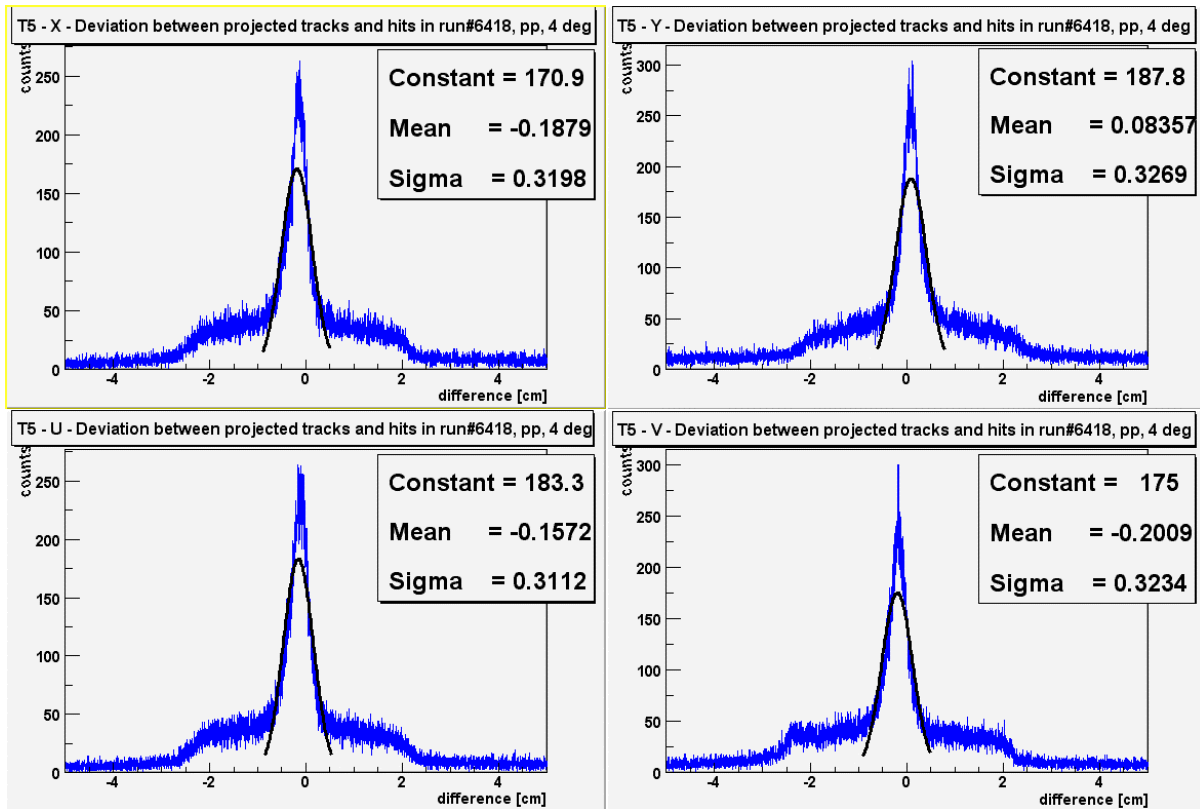 T5 - X - Deviation between projected tracks and hits in run#6418, pp, 4 deg
counts
Constant = 170.9
Mean = -0.1879
Sigma = 0.3198
250
200
150
100
50
0
-4 -2 0 2 4
difference [cm]
T5 - Y - Deviation between projected tracks and hits in run#6418, pp, 4 deg
counts
Constant = 187.8
Mean = 0.08357
Sigma = 0.3269
300
250
200
150
100
50
0
-4 -2 0 2 4
difference [cm]
T5 - U - Deviation between projected tracks and hits in run#6418, pp, 4 deg
counts
Constant = 183.3
Mean = -0.1572
Sigma = 0.3112
250
200
150
100
50
0
-4 -2 0 2 4
difference [cm]
T5 - V - Deviation between projected tracks and hits in run#6418, pp, 4 deg
counts
Constant = 175
Mean = -0.2009
Sigma = 0.3234
300
250
200
150
100
50
0
-4 -2 0 2 4
difference [cm]